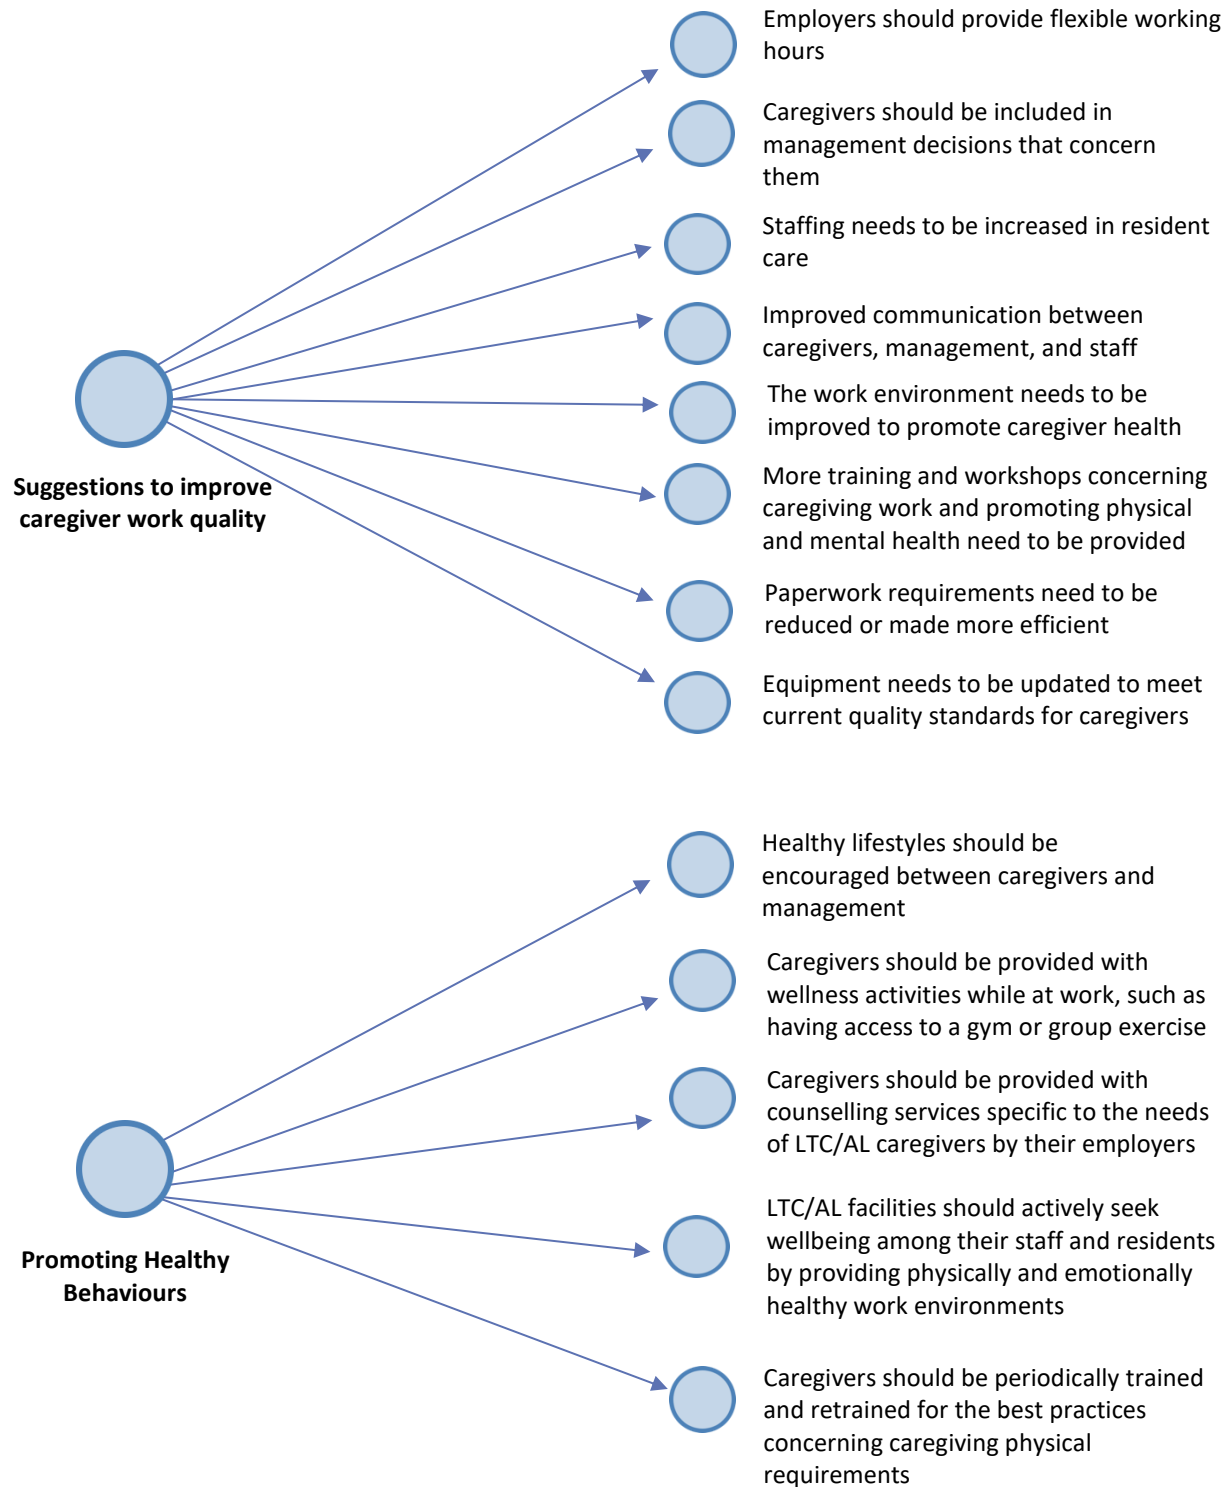 Employers should provide flexible working
hours
Caregivers should be included in
management decisions that concern
them
Staffing needs to be increased in resident
care
Improved communication between
caregivers, management, and staff
The work environment needs to be
improved to promote caregiver health
Suggestions to improve
caregiver work quality
More training and workshops concerning
caregiving work and promoting physical
and mental health need to be provided
Paperwork requirements need to be
reduced or made more efficient
Equipment needs to be updated to meet
current quality standards for caregivers
Healthy lifestyles should be
encouraged between caregivers and
management
Caregivers should be provided with
wellness activities while at work, such as
having access to a gym or group exercise
Caregivers should be provided with
counselling services specific to the needs
of LTC/AL caregivers by their employers
Promoting Healthy
Behaviours
LTC/AL facilities should actively seek
wellbeing among their staff and residents
by providing physically and emotionally
healthy work environments
Caregivers should be periodically trained
and retrained for the best practices
concerning caregiving physical
requirements